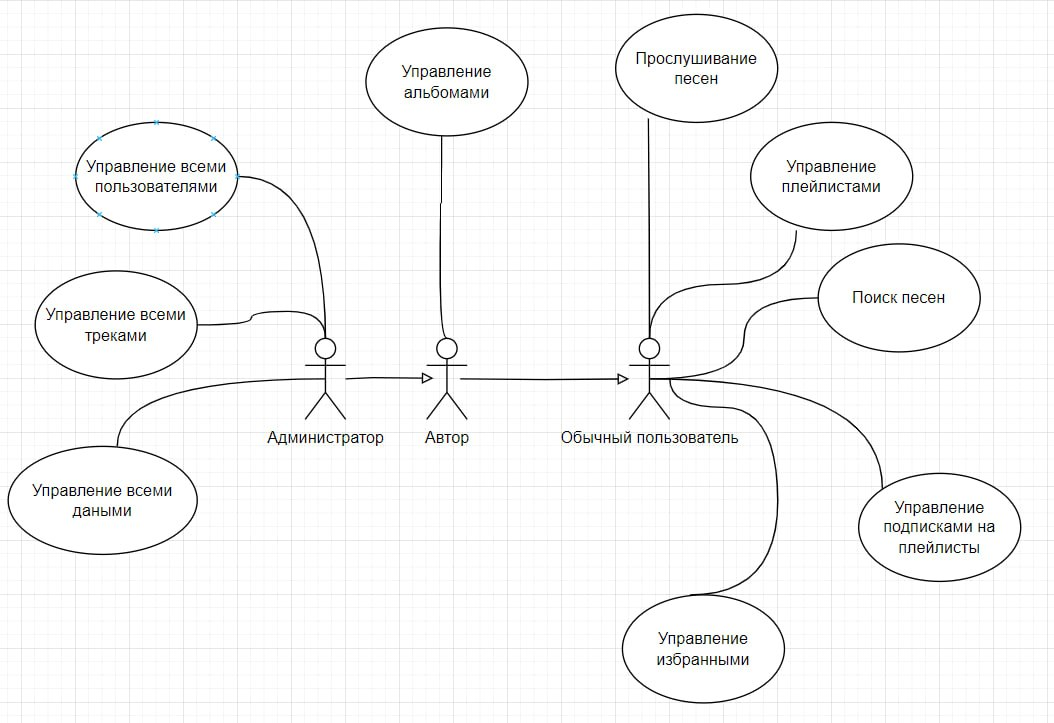 Управление
альбомами
Прослушивание
песен
Управление всеми
пользователями
Управление
плейлистами
Управление всеми
треками
Поиск песен
Администратор
Автор
Обычный пользователь
Управление всеми
даными
Управление
подписками на
плейлисты
Управление
избранными